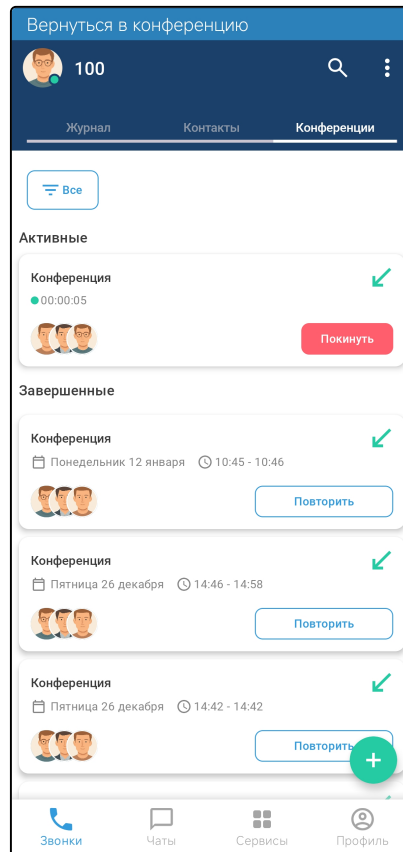 Вернуться в конференцию
100
Журнал Контакты Конференции
Все
Активные
Конференция
00:00:05
Покинуть
Завершенные
Конференция
Понедельник 12 января 10:45 - 10:46
Повторить
Конференция
Пятница 26 декабря 14:46 - 14:58
Повторить
Конференция
Пятница 26 декабря 14:42 - 14:42
Повторить
Звонки Чаты Сервисы Профиль